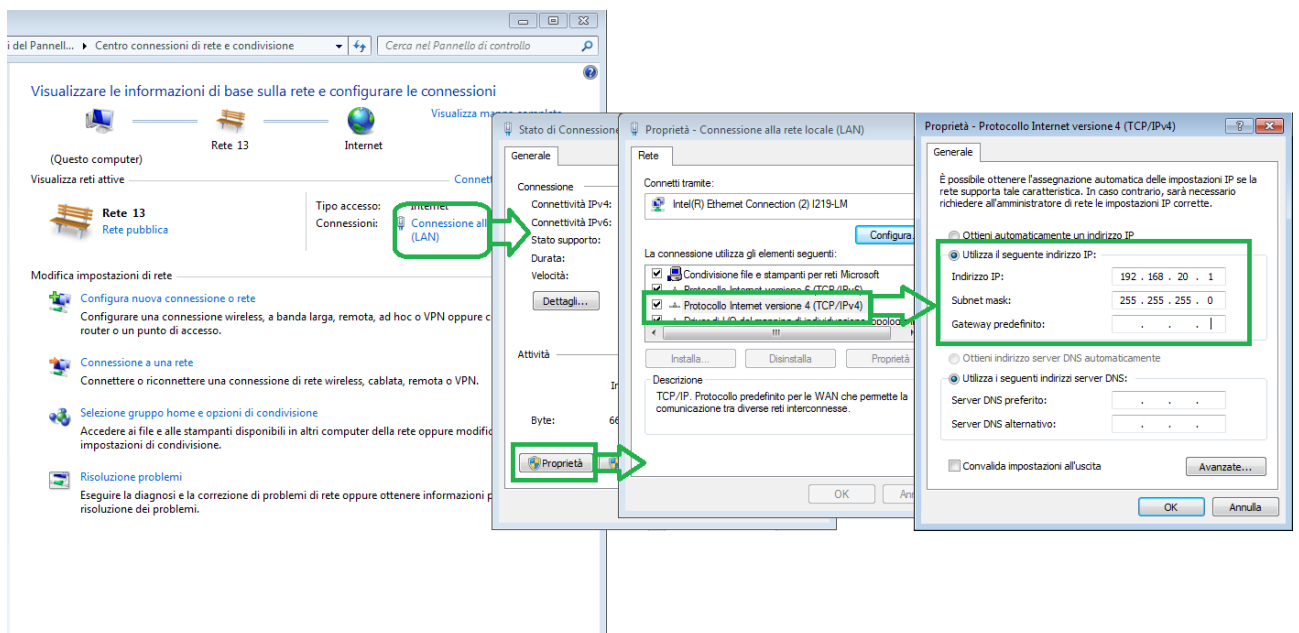 i del Pannell... ▸ Centro connessioni di rete e condivisione
Cerca nel Pannello di controllo
Visualizzare le informazioni di base sulla rete e configurare le connessioni
Visualizza
(Questo computer)
Rete 13
Internet
Visualizza reti attive
Rete 13
Rete pubblica
Tipo accesso:
Internet
Connessioni:
Connessione all
(LAN)
Modifica impostazioni di rete
Configura nuova connessione o rete
Configurare una connessione wireless, a banda larga, remota, ad hoc o VPN oppure c
router o un punto di accesso.
Connessione a una rete
Connettere o riconnettere una connessione di rete wireless, cablata, remota o VPN.
Selezione gruppo home e opzioni di condivisione
Accedere ai file e alle stampanti disponibili in altri computer della rete oppure modific
impostazioni di condivisione.
Risoluzione problemi
Eseguire la diagnosi e la correzione di problemi di rete oppure ottenere informazioni p
risoluzione dei problemi.
Stato di Connessione
Generale
Connessione
Connettività IPv4:
Connettività IPv6:
Stato supporto:
Durata:
Velocità:
Dettagli...
Attività
Byte:
66
Proprietà
Proprietà - Connessione alla rete locale (LAN)
Rete
Connetti tramite:
Intel(R) Ethemet Connection (2) I219-LM
Configura.
La connessione utilizza gli elementi seguenti:
Condivisione file e stampanti per reti Microsoft
Protocollo Internet versione 6 (TCP/IPv6)
Protocollo Internet versione 4 (TCP/IPv4)
Installa...
Disinstalla
Proprietà
Descrizione
TCP/IP. Protocollo predefinito per le WAN che permette la
comunicazione tra diverse reti interconnesse.
OK
Proprietà - Protocollo Internet versione 4 (TCP/IPv4)
Generale
È possibile ottenere l'assegnazione automatica delle impostazioni IP se la
rete supporta tale caratteristica. In caso contrario, sarà necessario
richiedere all'amministratore di rete le impostazioni IP corrette.
Ottieni automaticamente un indirizzo IP
Utilizza il seguente indirizzo IP:
Indirizzo IP:
192 . 168 . 20 . 1
Subnet mask:
255 . 255 . 255 . 0
Gateway predefinito:
. . .
Ottieni indirizzo server DNS automaticamente
Utilizza i seguenti indirizzi server DNS:
Server DNS preferito:
. . .
Server DNS alternativo:
. . .
Convalida impostazioni all'uscita
Avanzate...
OK
Annulla